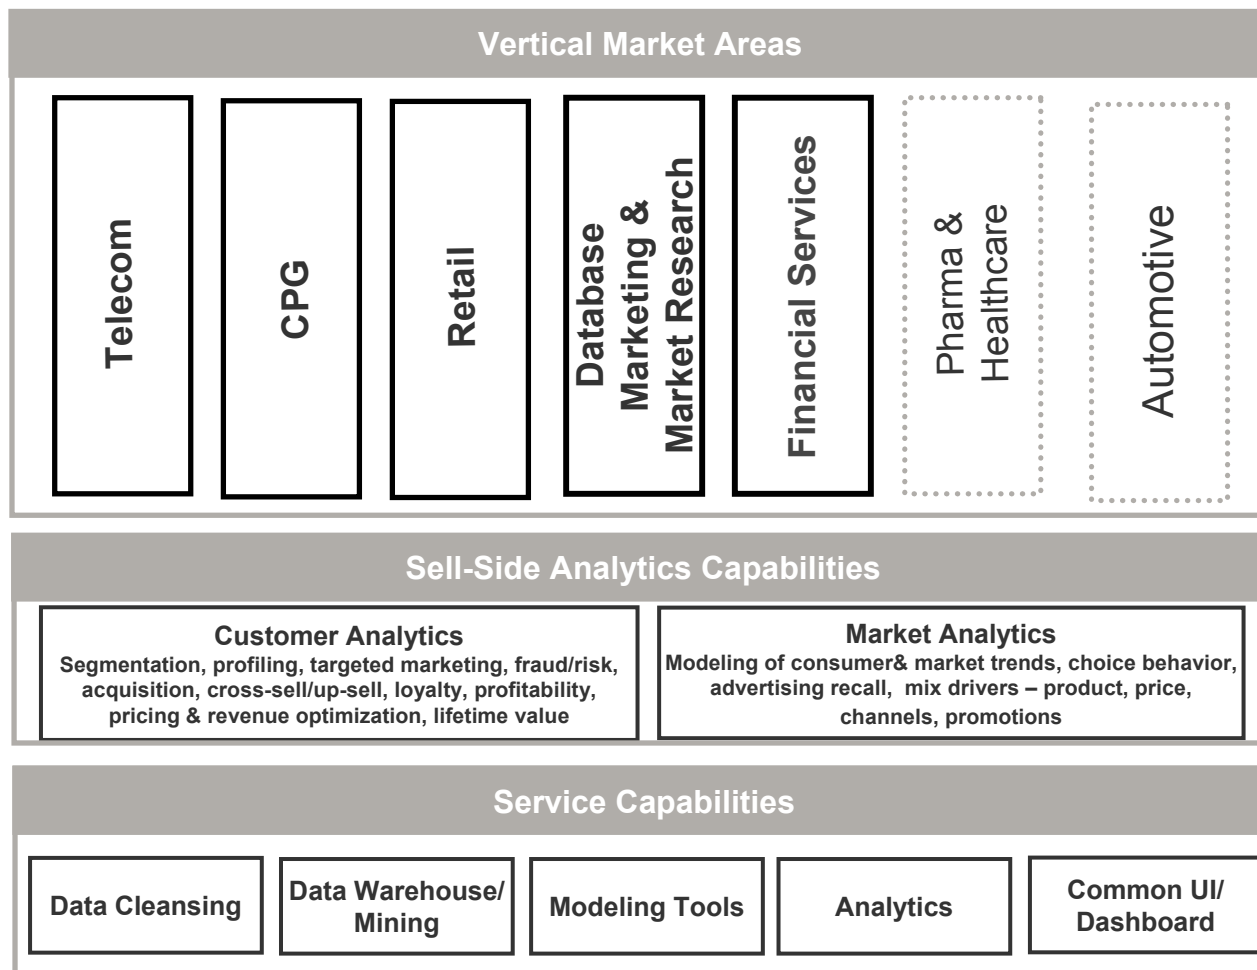 Vertical Market Areas
Telecom
CPG
Retail
Database
Marketing &
Market Research
Financial Services
Pharma &
Healthcare
Automotive
Sell-Side Analytics Capabilities
Customer Analytics
Segmentation, profiling, targeted marketing, fraud/risk,
acquisition, cross-sell/up-sell, loyalty, profitability,
pricing & revenue optimization, lifetime value
Market Analytics
Modeling of consumer& market trends, choice behavior,
advertising recall,  mix drivers – product, price,
channels, promotions
Service Capabilities
Data Cleansing
Data Warehouse/
Mining
Modeling Tools
Analytics
Common UI/
Dashboard